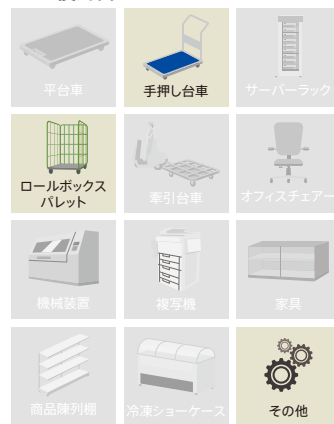 平台車
手押し台車
サーバーラック
ロールボックス
パレット
牽引台車
オフィスチェアー
機械装置
複写機
家具
商品陳列棚
冷凍ショーケース
その他